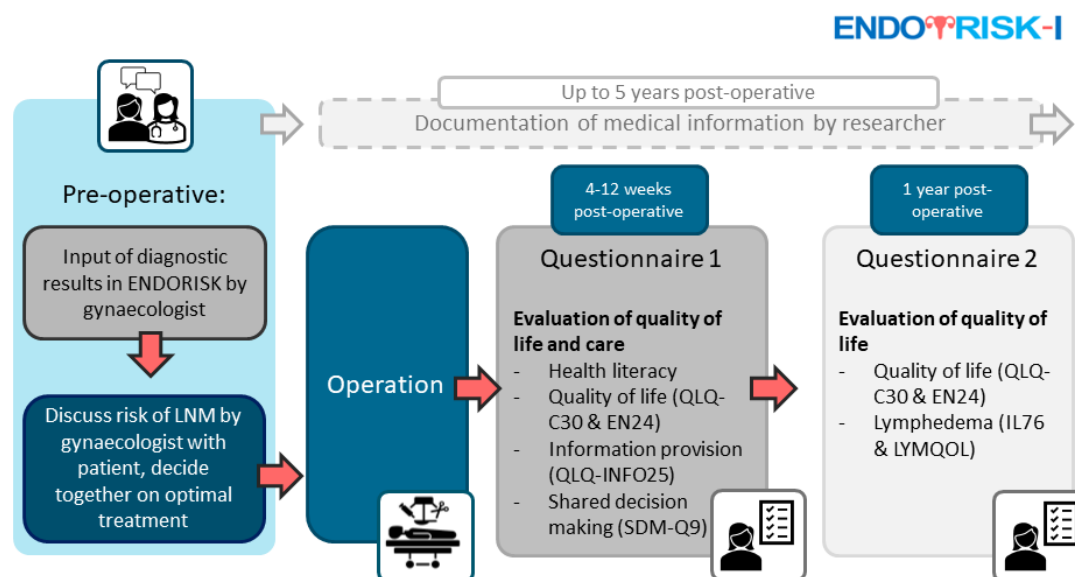 ENDORISK-I
Up to 5 years post-operative
Documentation of medical information by researcher
Pre-operative:
Input of diagnostic
results in ENDORISK by
gynaecologist
Discuss risk of LNM by
gynaecologist with
patient, decide
together on optimal
treatment
Operation
4-12 weeks
post-operative
Questionnaire 1
Evaluation of quality of
life and care
- Health literacy
- Quality of life (QLQ-
C30 & EN24)
- Information provision
(QLQ-INFO25)
- Shared decision
making (SDM-Q9)
1 year post-
operative
Questionnaire 2
Evaluation of quality of
life
- Quality of life (QLQ-
C30 & EN24)
- Lymphedema (IL76
& LYMQOL)